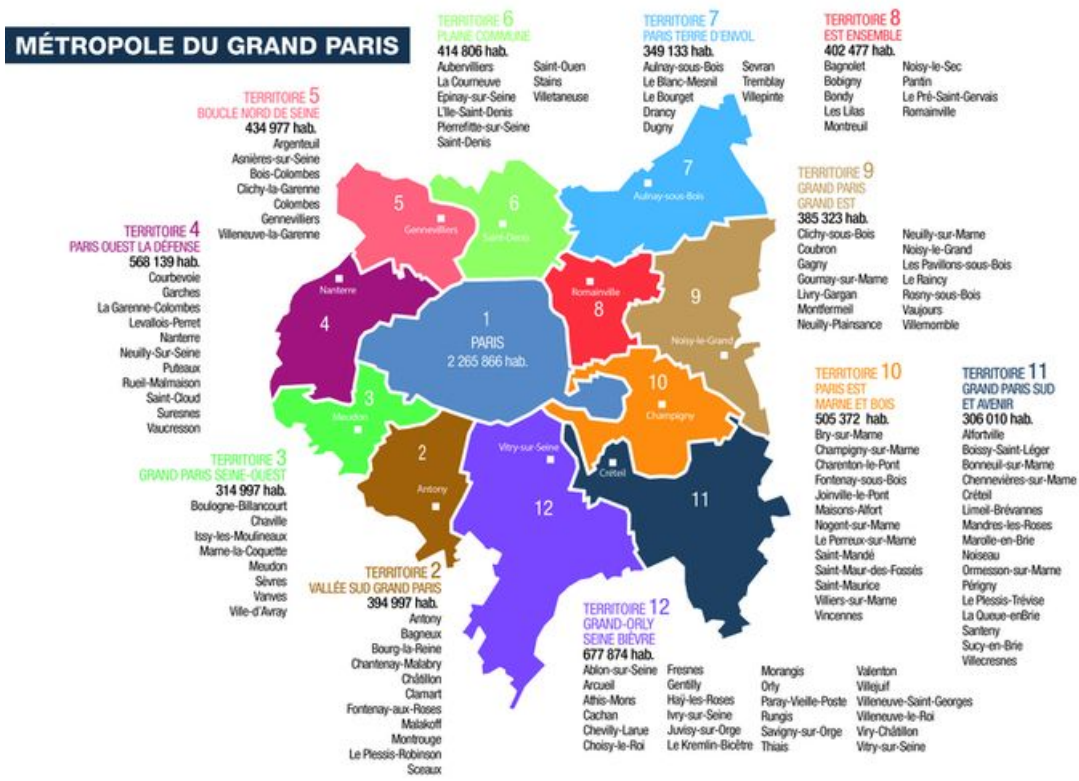 MÉTROPOLE DU GRAND PARIS
TERRITOIRE 6
PLAINE COMMUNE
414 806 hab.
Aubervilliers
La Courneuve
Epinay-sur-Seine
L'Ile-Saint-Denis
Pierrefitte-sur-Seine
Saint-Denis
Saint-Ouen
Stains
Villetaneuse
TERRITOIRE 7
PARIS TERRE D'ENVOL
349 133 hab.
Aulnay-sous-Bois
Le Blanc-Mesnil
Le Bourget
Drancy
Dugny
Sevran
Tremblay
Villepinte
TERRITOIRE 8
EST ENSEMBLE
402 477 hab.
Bagnolet
Bobigny
Bondy
Les Lilas
Montreuil
Noisy-le-Sec
Pantin
Le Pré-Saint-Gervais
Romainville
TERRITOIRE 5
BOUCLE NORD DE SEINE
434 977 hab.
Argenteuil
Asnières-sur-Seine
Bois-Colombes
Clichy-la-Garenne
Colombes
Gennevilliers
Villeneuve-la-Garenne
TERRITOIRE 9
GRAND PARIS
GRAND EST
385 323 hab.
Clichy-sous-Bois
Coubron
Gagny
Gournay-sur-Marne
Livry-Gargan
Montfermeil
Neuilly-Plaisance
Neuilly-sur-Marne
Noisy-le-Grand
Les Pavillons-sous-Bois
Le Raincy
Rosny-sous-Bois
Vaujours
Villemomble
TERRITOIRE 4
PARIS OUEST LA DÉFENSE
568 139 hab.
Courbevoie
Garches
La Garenne-Colombes
Levallois-Perret
Nanterre
Neuilly-Sur-Seine
Puteaux
Rueil-Malmaison
Saint-Cloud
Suresnes
Vaucresson
5
Gennevilliers
6
Saint-Denis
7
Aulnay-sous-Bois
Nanterre
4
1
PARIS
2 265 866 hab.
Romainville
8
9
Noisy-le-Grand
3
Meudon
10
Champigny
2
Antony
Vitry-sur-Seine
12
Créteil
11
TERRITOIRE 10
PARIS EST
MARNE ET BOIS
505 372 hab.
Bry-sur-Marne
Champigny-sur-Marne
Charenton-le-Pont
Fontenay-sous-Bois
Joinville-le-Pont
Maisons-Alfort
Nogent-sur-Marne
Le Perreux-sur-Marne
Saint-Mandé
Saint-Maur-des-Fossés
Saint-Maurice
Villiers-sur-Marne
Vincennes
TERRITOIRE 11
GRAND PARIS SUD
ET AVENIR
306 010 hab.
Alfortville
Boissy-Saint-Léger
Bonneuil-sur-Marne
Chennevières-sur-Marne
Créteil
Limeil-Brévannes
Mandres-les-Roses
Marolle-en-Brie
Noiseau
Ormesson-sur-Marne
Périgny
Le Plessis-Trévise
La Queue-enBrie
Santeny
Sucy-en-Brie
Villecresnes
TERRITOIRE 3
GRAND PARIS SEINE-OUEST
314 997 hab.
Boulogne-Billancourt
Chaville
Issy-les-Moulineaux
Marne-la-Coquette
Meudon
Sèvres
Vanves
Ville-d'Avray
TERRITOIRE 2
VALLÉE SUD GRAND PARIS
394 997 hab.
Antony
Bagneux
Bourg-la-Reine
Chantenay-Malabry
Châtillon
Clamart
Fontenay-aux-Roses
Malakoff
Montrouge
Le Plessis-Robinson
Sceaux
TERRITOIRE 12
GRAND-ORLY
SEINE BIÈVRE
677 874 hab.
Ablon-sur-Seine
Arcueil
Athis-Mons
Cachan
Chevilly-Larue
Choisy-le-Roi
Fresnes
Gentilly
Haÿ-les-Roses
Ivry-sur-Seine
Juvisy-sur-Orge
Le Kremlin-Bicêtre
Morangis
Orly
Paray-Vieille-Poste
Rungis
Savigny-sur-Orge
Thiais
Valenton
Villejuif
Villeneuve-Saint-Georges
Villeneuve-le-Roi
Viry-Châtillon
Vitry-sur-Seine